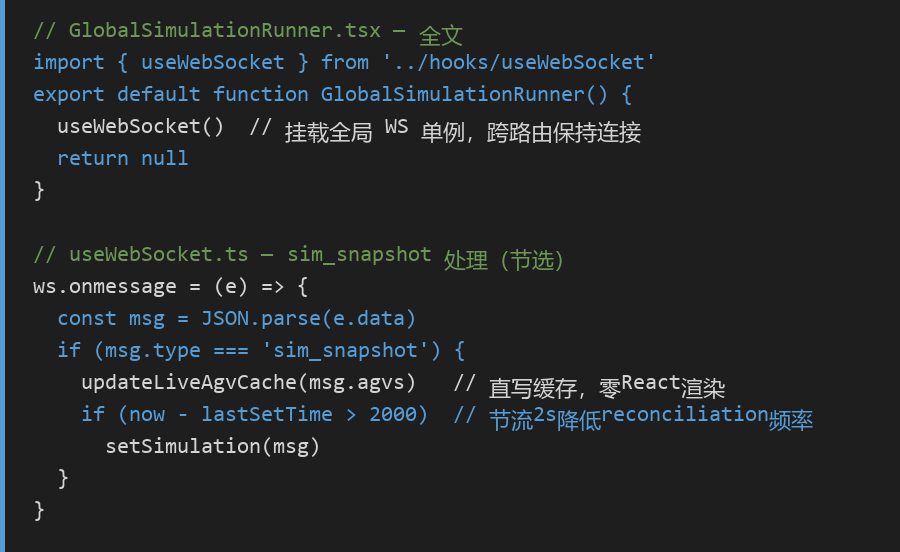 // GlobalSimulationRunner.tsx — 全文
import { useWebSocket } from '../hooks/useWebSocket'
export default function GlobalSimulationRunner() {
  useWebSocket()  // 挂载全局 WS 单例，跨路由保持连接
  return null
}

// useWebSocket.ts — sim_snapshot 处理（节选）
ws.onmessage = (e) => {
  const msg = JSON.parse(e.data)
  if (msg.type === 'sim_snapshot') {
    updateLiveAgvCache(msg.agvs)   // 直写缓存，零React渲染
    if (now - lastSetTime > 2000)  // 节流2s降低reconciliation频率
      setSimulation(msg)
  }
}